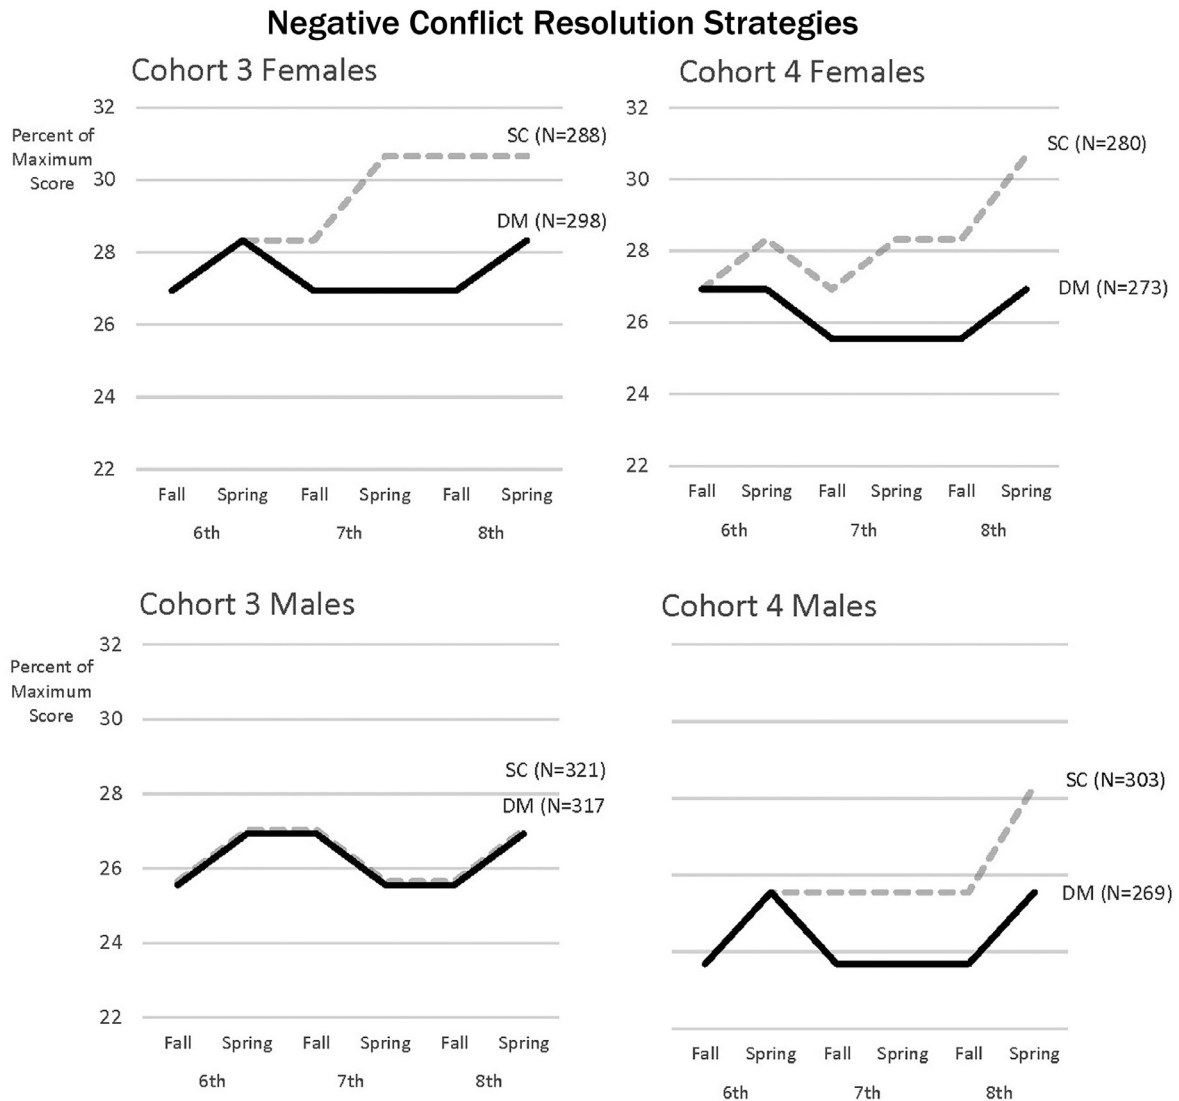 Negative Conflict Resolution Strategies
Cohort 3 Females
Percent of
Maximum
Score
32
30
28
26
24
22
SC (N=288)
DM (N=298)
Fall Spring Fall Spring Fall Spring
6th 7th 8th
Cohort 4 Females
32
30
28
26
24
22
SC (N=280)
DM (N=273)
Fall Spring Fall Spring Fall Spring
6th 7th 8th
Cohort 3 Males
Percent of
Maximum
Score
32
30
28
26
24
22
SC (N=321)
DM (N=317
Fall Spring Fall Spring Fall Spring
6th 7th 8th
Cohort 4 Males
SC (N=303)
DM (N=269)
Fall Spring Fall Spring Fall Spring
6th 7th 8th